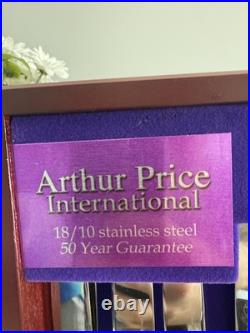 Arthur Price
International
18/10 stainless steel
50 Year Guarantee